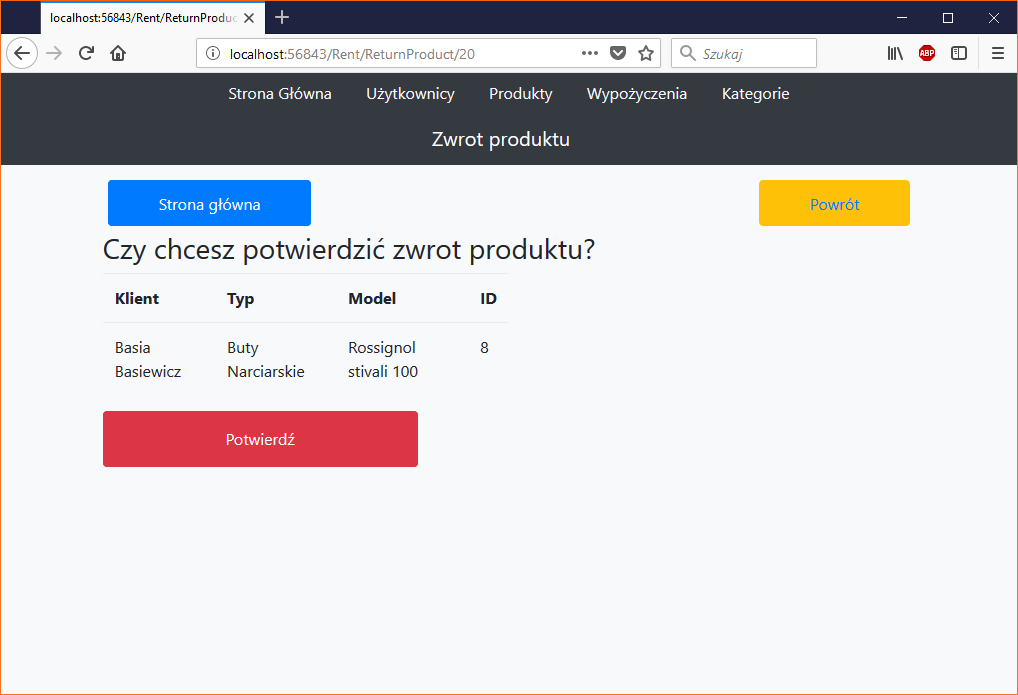 localhost:56843/Rent/ReturnProduc
localhost:56843/Rent/ReturnProduct/20
Szukaj
ABP
Strona Główna Użytkownicy Produkty Wypożyczenia Kategorie
Zwrot produktu
Strona główna Powrót
Czy chcesz potwierdzić zwrot produktu?
Klient Typ Model ID
Basia Buty Rossignol 8
Basiewicz Narciarskie stivali 100
Potwierdź